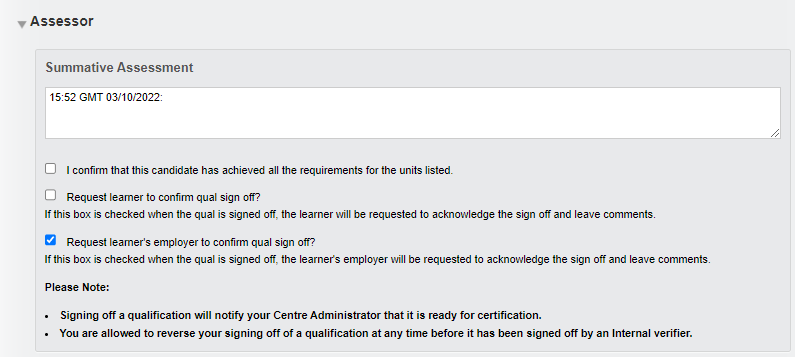 Assessor
Summative Assessment
15:52 GMT 03/10/2022:
I confirm that this candidate has achieved all the requirements for the units listed.
Request learner to confirm qual sign off?
If this box is checked when the qual is signed off, the learner will be requested to acknowledge the sign off and leave comments.
Request learner's employer to confirm qual sign off?
If this box is checked when the qual is signed off, the learner's employer will be requested to acknowledge the sign off and leave comments.
Please Note:
• Signing off a qualification will notify your Centre Administrator that it is ready for certification.
• You are allowed to reverse your signing off of a qualification at any time before it has been signed off by an Internal verifier.